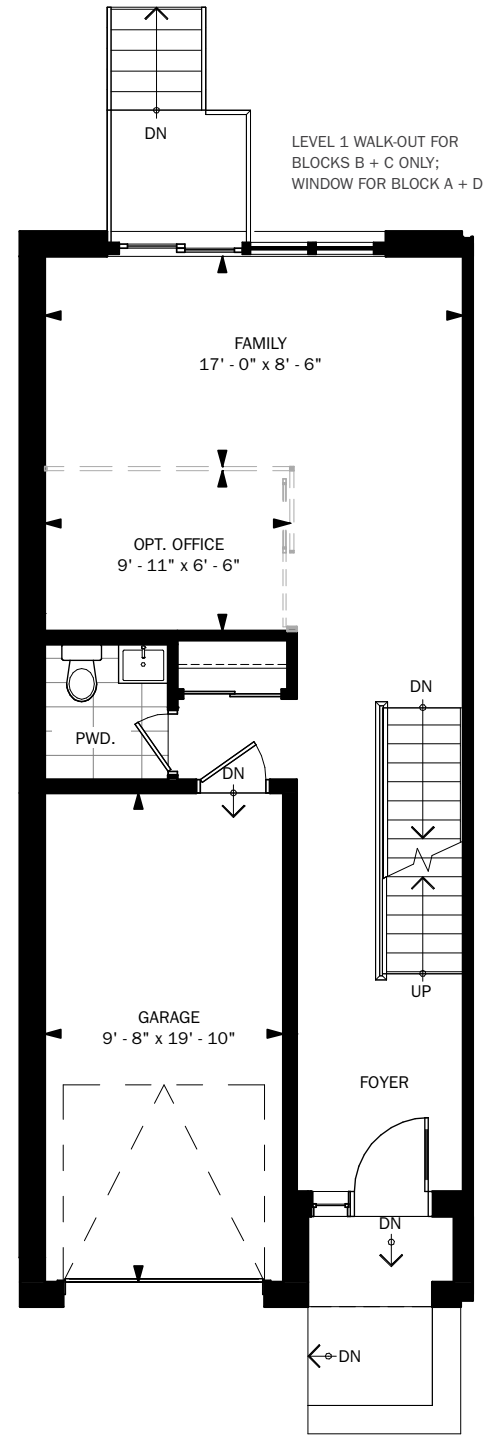 DN
LEVEL 1 WALK-OUT FOR
BLOCKS B + C ONLY;
WINDOW FOR BLOCK A + D
FAMILY
17' - 0" x 8' - 6"
OPT. OFFICE
9' - 11" x 6' - 6"
DN
PWD.
DN
UP
GARAGE
9' - 8" x 19' - 10"
FOYER
DN
DN